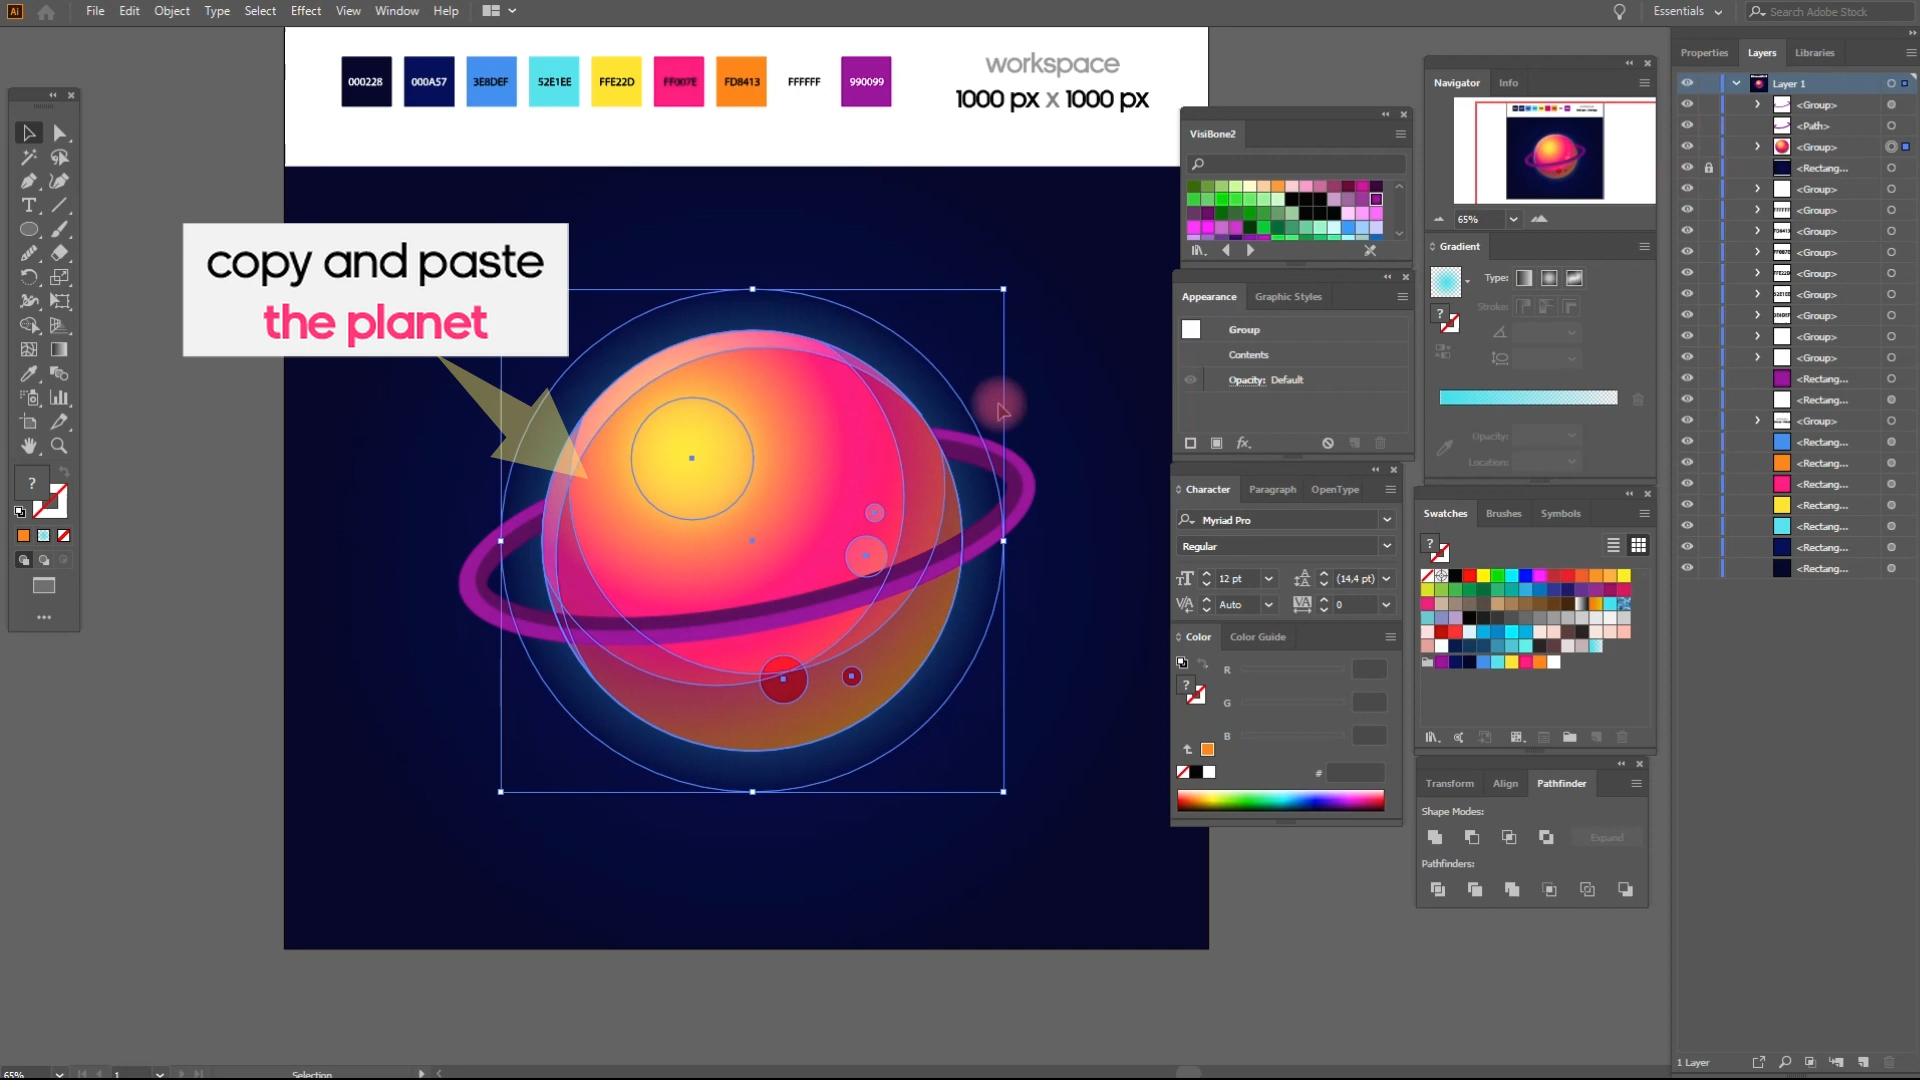 Ai File Edit Object Type Select Effect View Window Help
Essentials Search Adobe Stock
000228 000A57 3E8DEF 52E1EE FFE22D FF007E FD8413 FFFFFF 990099
workspace
1000 px x 1000 px
copy and paste
the planet
VisiBone2
Appearance Graphic Styles
Group
Contents
Opacity: Default
fx
Character Paragraph OpenType
Myriad Pro
Regular
12 pt (14,4 pt)
Auto 0
Color Color Guide
R
G
B
#
Navigator Info
65%
Gradient
Type:
Stroke:
Opacity:
Location:
Swatches Brushes Symbols
Transform Align Pathfinder
Shape Modes:
Expand
Pathfinders:
Properties Layers Libraries
Layer 1
<Group>
<Path>
<Group>
<Rectang...
<Group>
<Group>
<Group>
<Group>
<Group>
<Group>
<Group>
<Group>
<Group>
<Rectang...
<Rectang...
<Group>
<Rectang...
<Rectang...
<Rectang...
<Rectang...
<Rectang...
<Rectang...
<Rectang...
1 Layer
65% 1 Selection